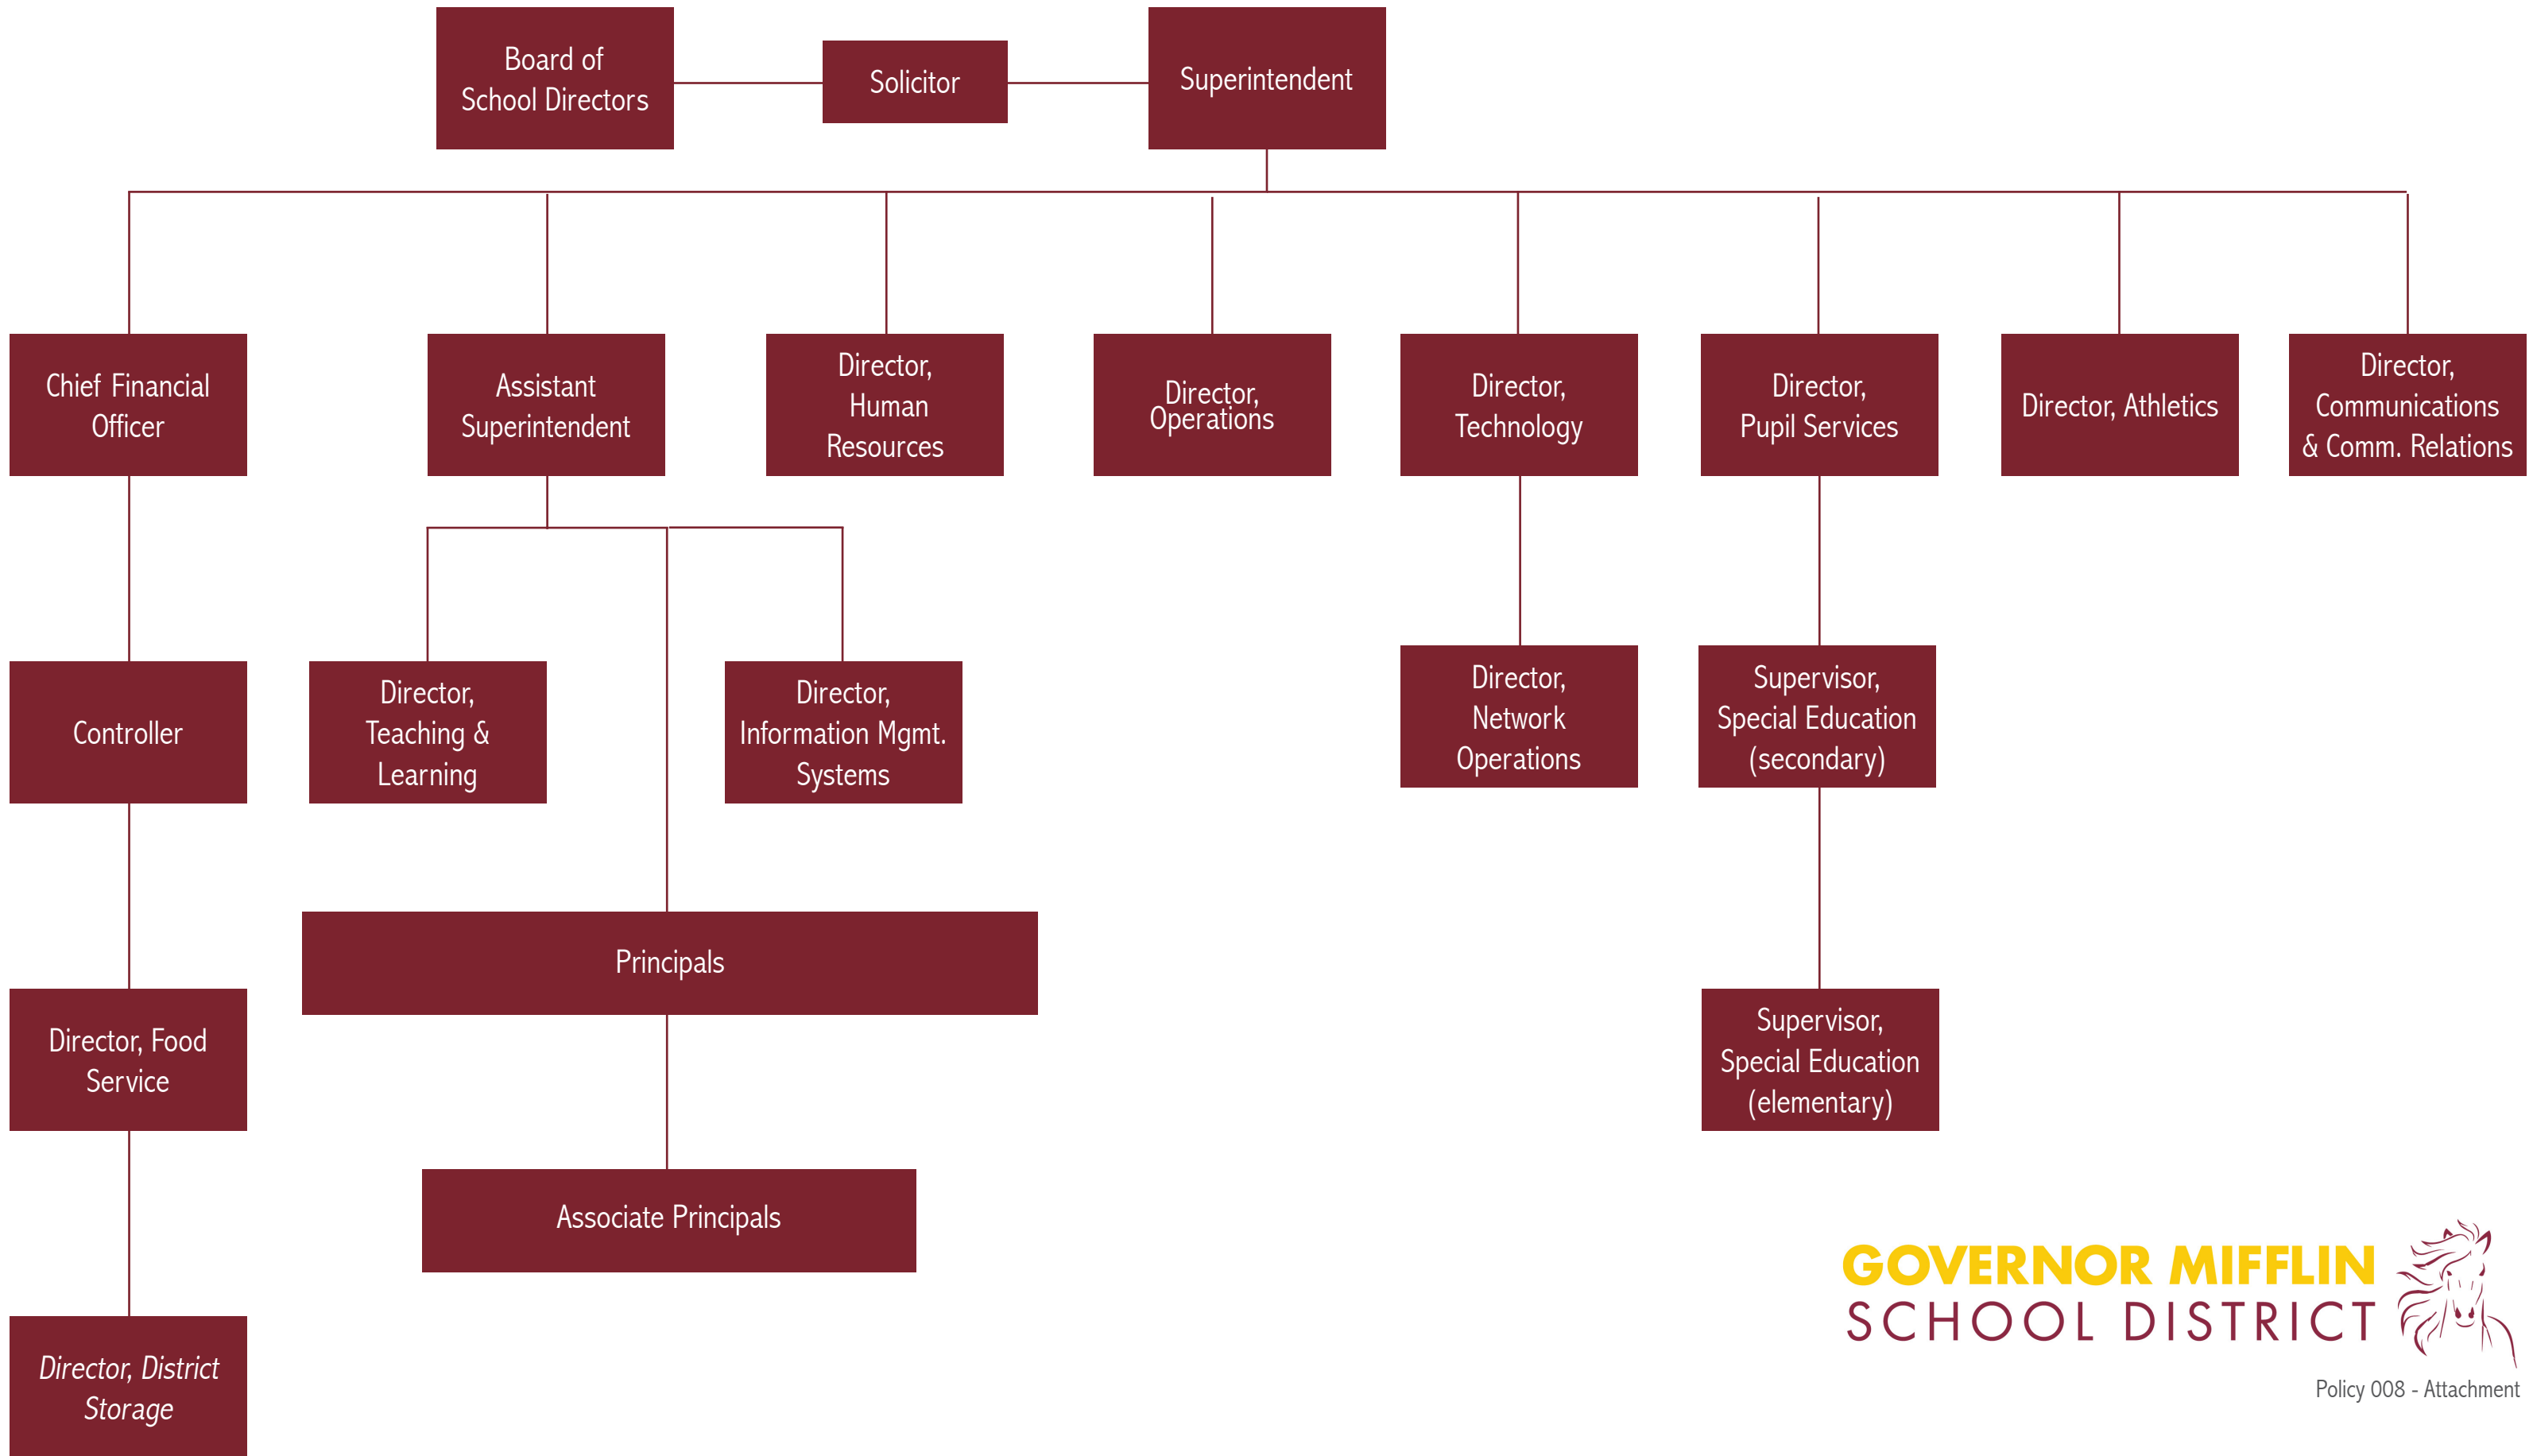 Board of
School Directors
Solicitor
Superintendent
Chief Financial
Officer
Assistant
Superintendent
Director,
Human
Resources
Director,
Operations
Director,
Technology
Director,
Pupil Services
Director, Athletics
Director,
Communications
& Comm. Relations
Controller
Director,
Teaching &
Learning
Director,
Information Mgmt.
Systems
Director,
Network
Operations
Supervisor,
Special Education
(secondary)
Principals
Director, Food
Service
Supervisor,
Special Education
(elementary)
Associate Principals
Director, District
Storage
GOVERNOR MIFFLIN
SCHOOL DISTRICT
Policy 008 - Attachment